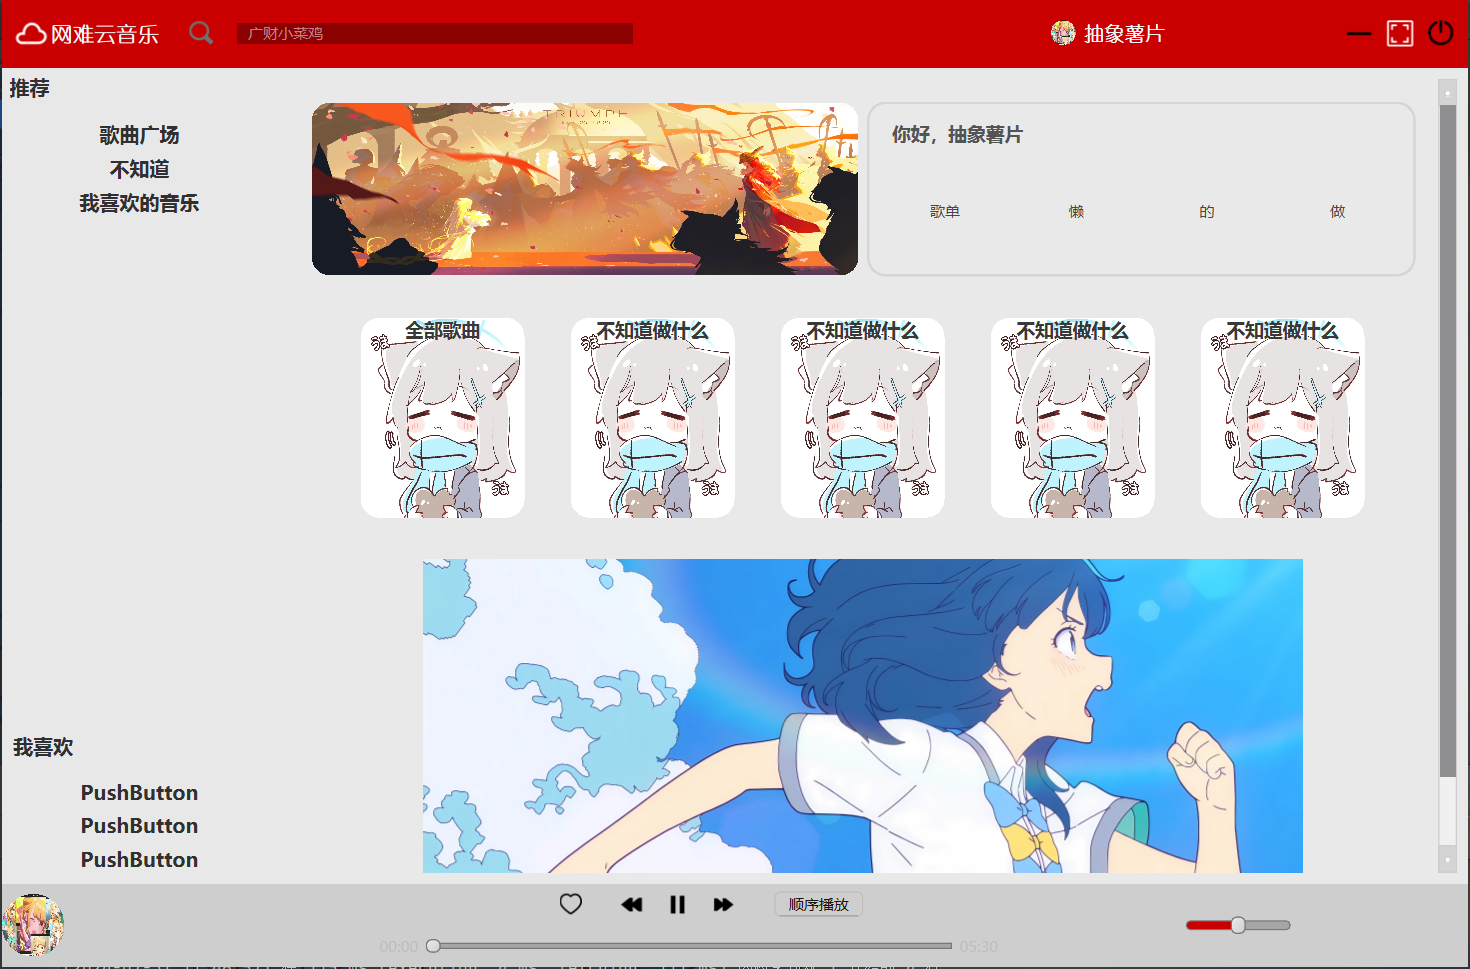 网难云音乐
广财小菜鸡
抽象薯片
推荐
歌曲广场
不知道
我喜欢的音乐
TRIUMPH
你好，抽象薯片
歌单 懒 的 做
全部歌曲 不知道做什么 不知道做什么 不知道做什么 不知道做什么
我喜欢
PushButton
PushButton
PushButton
顺序播放
00:00 05:30